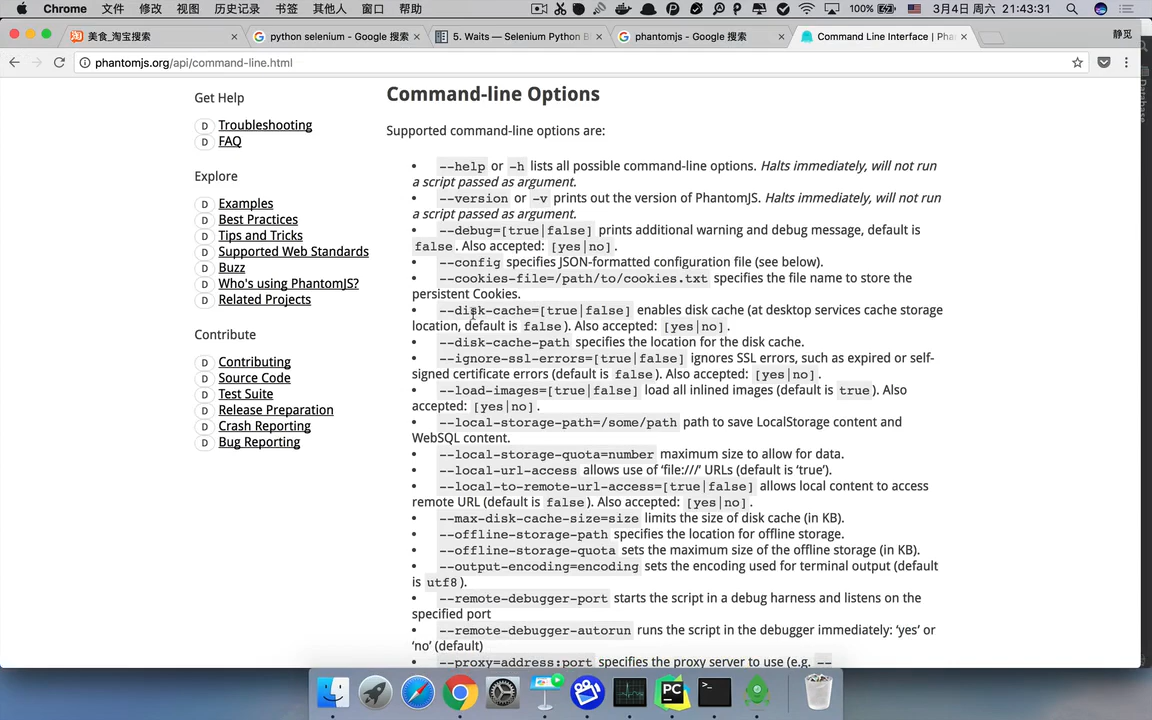 Chrome 文件 修改 视图 历史记录 书签 其他人 窗口 帮助 100% 3月4日 周六 21:43:31
美食_淘宝搜索 python selenium - Google 搜索 5. Waits — Selenium Python B phantomjs - Google 搜索 Command Line Interface | Phan 静觅
phantomjs.org/api/command-line.html
Database
Get Help
D Troubleshooting
D FAQ
Explore
D Examples
D Best Practices
D Tips and Tricks
D Supported Web Standards
D Buzz
D Who's using PhantomJS?
D Related Projects
Contribute
D Contributing
D Source Code
D Test Suite
D Release Preparation
D Crash Reporting
D Bug Reporting
Command-line Options
Supported command-line options are:
• --help or -h lists all possible command-line options. Halts immediately, will not run
a script passed as argument.
• --version or -v prints out the version of PhantomJS. Halts immediately, will not run
a script passed as argument.
• --debug=[true|false] prints additional warning and debug message, default is
false. Also accepted: [yes|no].
• --config specifies JSON-formatted configuration file (see below).
• --cookies-file=/path/to/cookies.txt specifies the file name to store the
persistent Cookies.
• --disk-cache=[true|false] enables disk cache (at desktop services cache storage
location, default is false). Also accepted: [yes|no].
• --disk-cache-path specifies the location for the disk cache.
• --ignore-ssl-errors=[true|false] ignores SSL errors, such as expired or self-
signed certificate errors (default is false). Also accepted: [yes|no].
• --load-images=[true|false] load all inlined images (default is true). Also
accepted: [yes|no].
• --local-storage-path=/some/path path to save LocalStorage content and
WebSQL content.
• --local-storage-quota=number maximum size to allow for data.
• --local-url-access allows use of ‘file:///’ URLs (default is ‘true’).
• --local-to-remote-url-access=[true|false] allows local content to access
remote URL (default is false). Also accepted: [yes|no].
• --max-disk-cache-size=size limits the size of disk cache (in KB).
• --offline-storage-path specifies the location for offline storage.
• --offline-storage-quota sets the maximum size of the offline storage (in KB).
• --output-encoding=encoding sets the encoding used for terminal output (default
is utf8).
• --remote-debugger-port starts the script in a debug harness and listens on the
specified port
• --remote-debugger-autorun runs the script in the debugger immediately: ‘yes’ or
‘no’ (default)
• --proxy=address:port specifies the proxy server to use (e.g. --
PC
>_